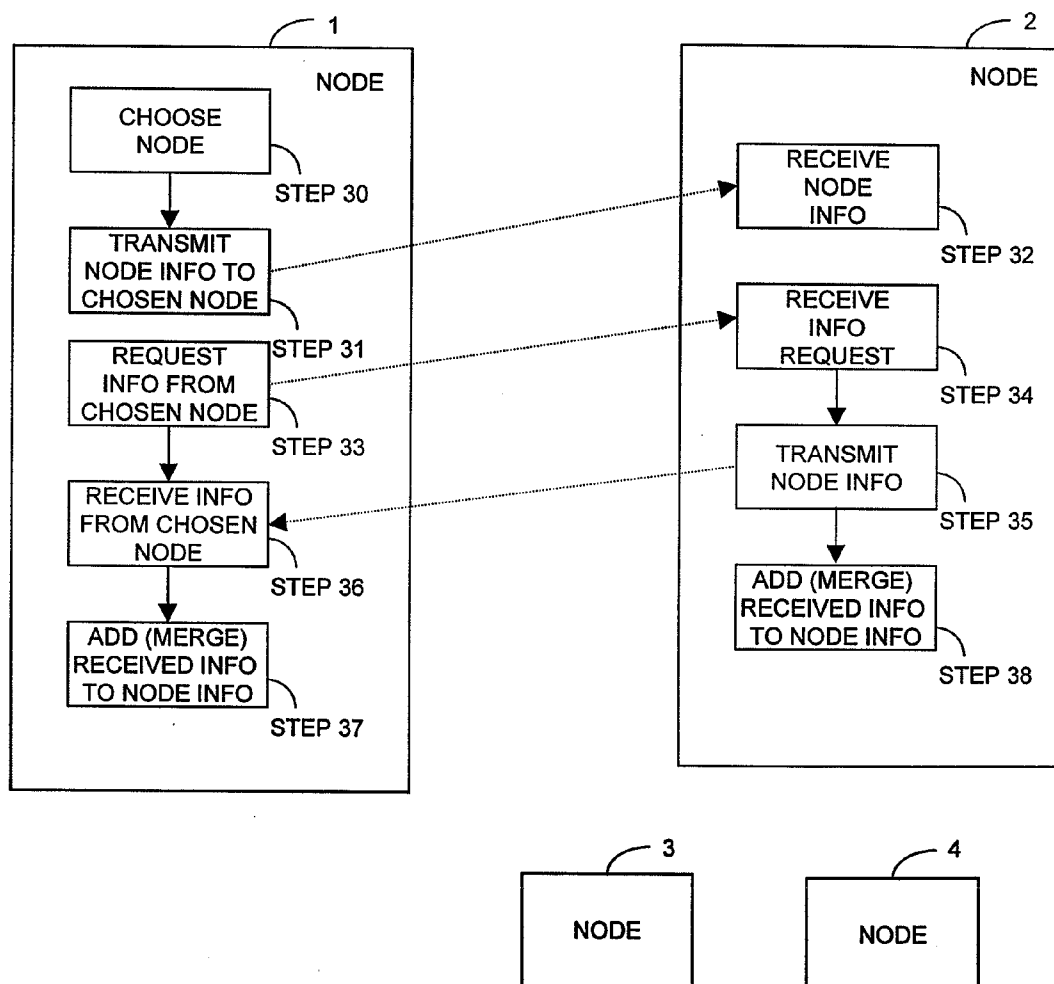 1
NODE
CHOOSE
NODE
STEP 30
TRANSMIT
NODE INFO TO
CHOSEN NODE
STEP 31
REQUEST
INFO FROM
CHOSEN NODE
STEP 33
RECEIVE INFO
FROM CHOSEN
NODE
STEP 36
ADD (MERGE)
RECEIVED INFO
TO NODE INFO
STEP 37
2
NODE
RECEIVE
NODE
INFO
STEP 32
RECEIVE
INFO
REQUEST
STEP 34
TRANSMIT
NODE INFO
STEP 35
ADD (MERGE)
RECEIVED INFO
TO NODE INFO
STEP 38
3
NODE
4
NODE